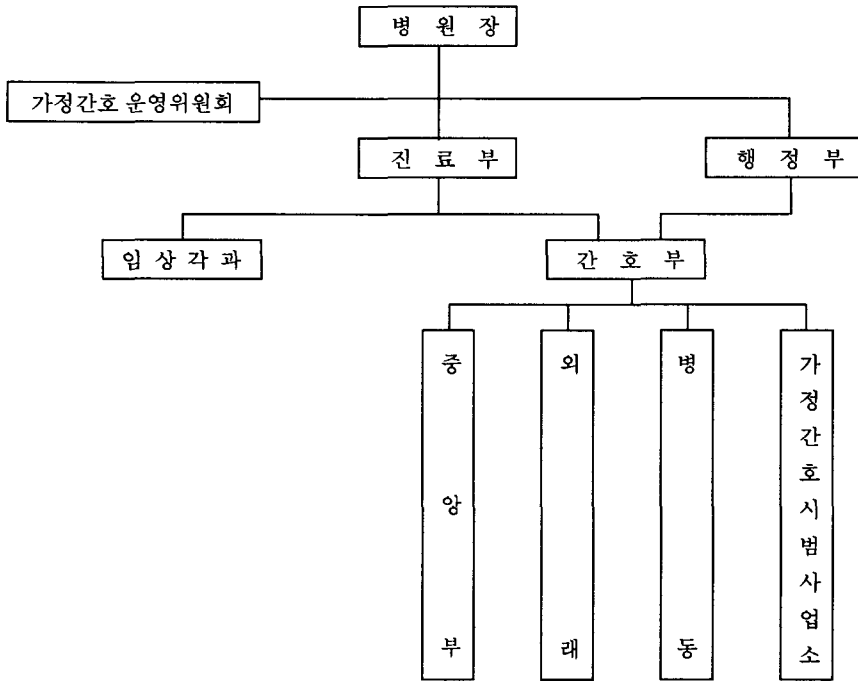 병 원 장
가정간호 운영위원회
진 료 부
행 정 부
임 상 각 과
간 호 부
중 앙 부
외 래
병 동
가정간호시범사업소